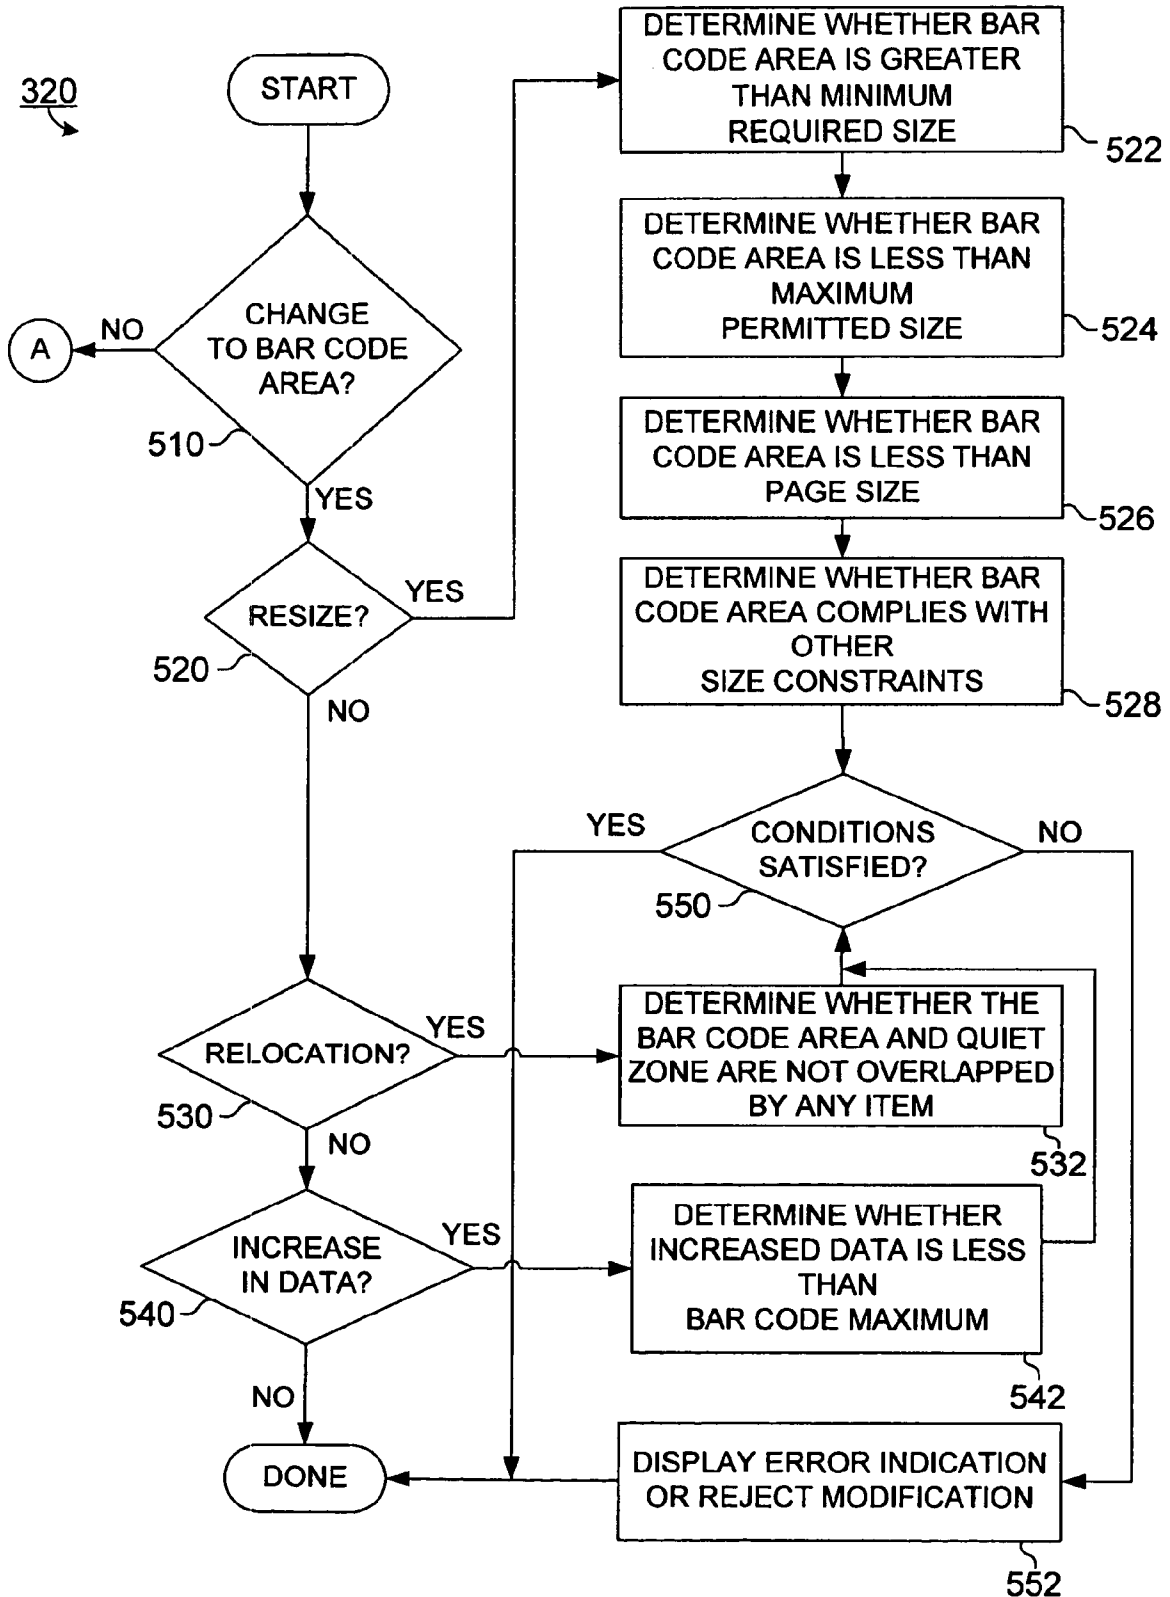 320
START
CHANGE
TO BAR CODE
AREA?
510
NO
A
YES
RESIZE?
520
YES
NO
RELOCATION?
530
YES
NO
INCREASE
IN DATA?
540
YES
NO
DONE
DETERMINE WHETHER BAR
CODE AREA IS GREATER
THAN MINIMUM
REQUIRED SIZE
522
DETERMINE WHETHER BAR
CODE AREA IS LESS THAN
MAXIMUM
PERMITTED SIZE
524
DETERMINE WHETHER BAR
CODE AREA IS LESS THAN
PAGE SIZE
526
DETERMINE WHETHER BAR
CODE AREA COMPLIES WITH
OTHER
SIZE CONSTRAINTS
528
CONDITIONS
SATISFIED?
550
YES
NO
DETERMINE WHETHER THE
BAR CODE AREA AND QUIET
ZONE ARE NOT OVERLAPPED
BY ANY ITEM
532
DETERMINE WHETHER
INCREASED DATA IS LESS
THAN
BAR CODE MAXIMUM
542
DISPLAY ERROR INDICATION
OR REJECT MODIFICATION
552